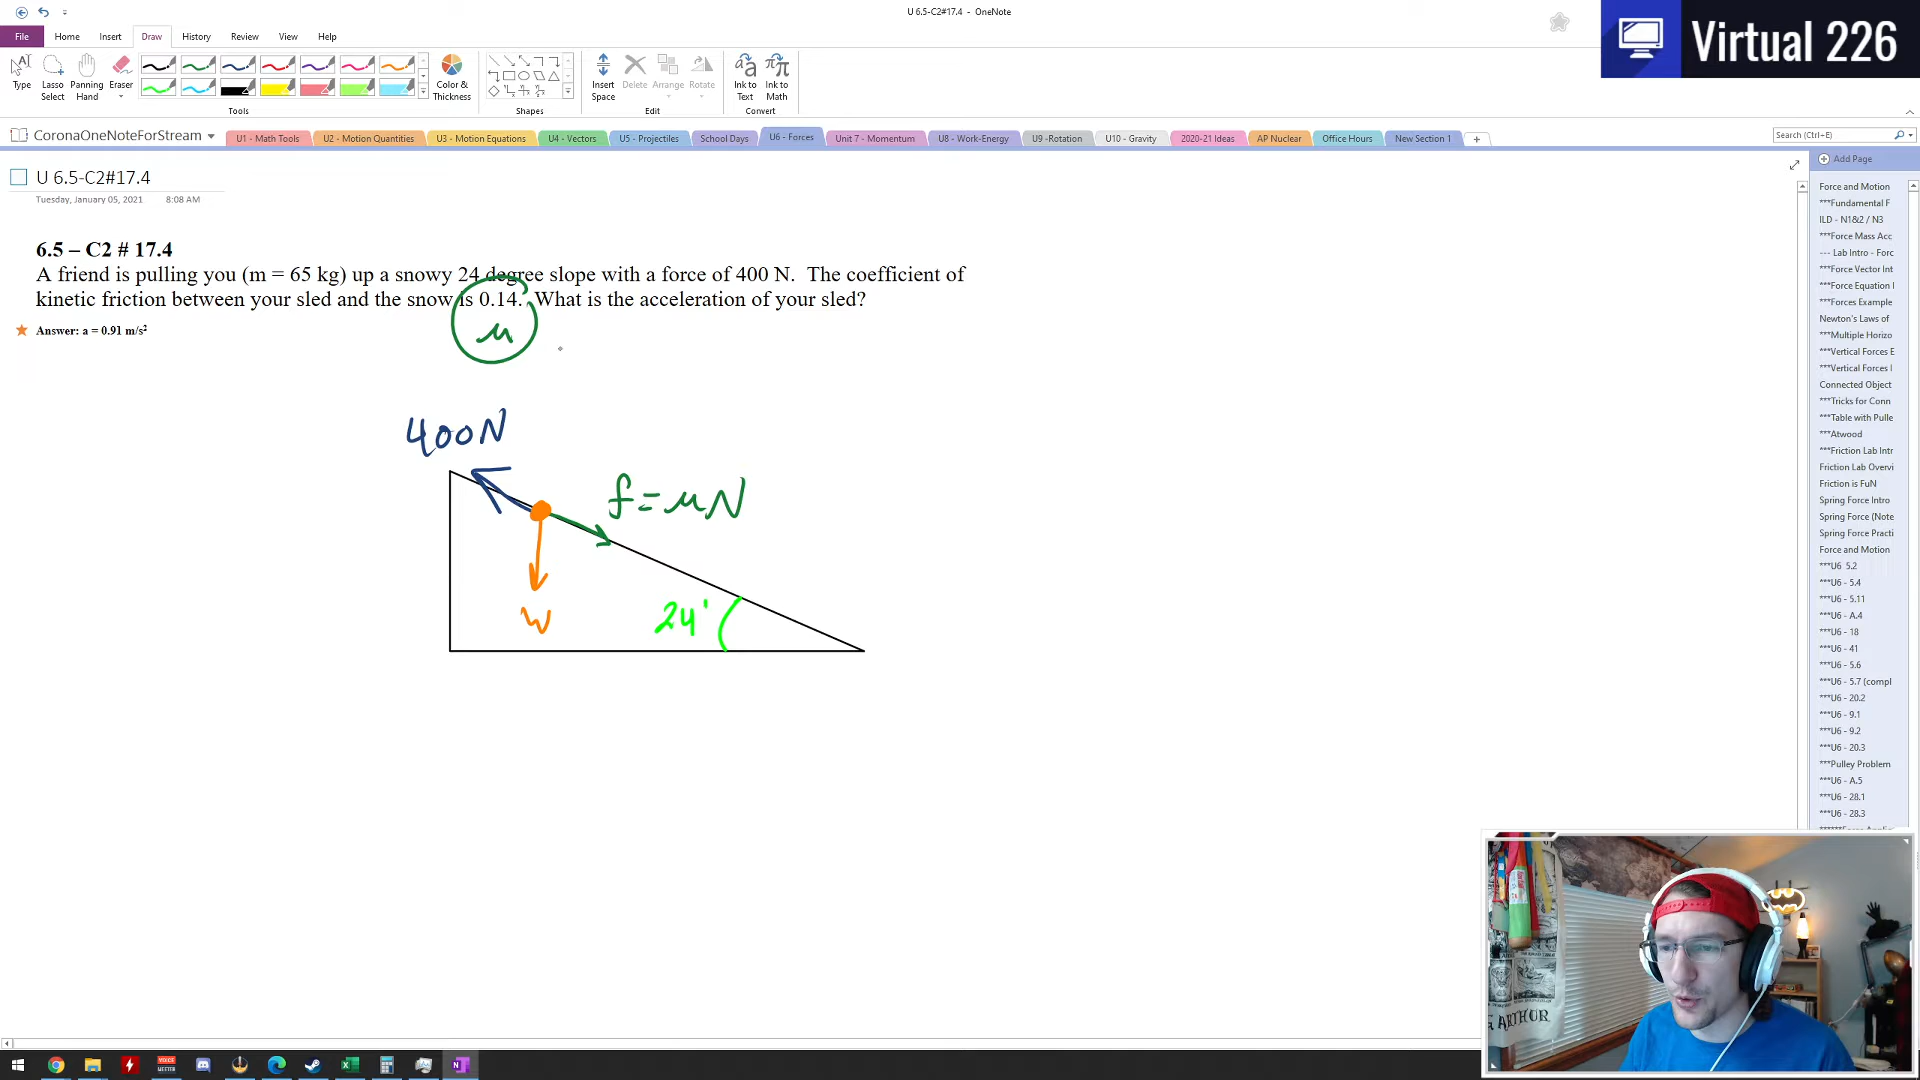 U 6.5-C2#17.4 - OneNote
Virtual 226
File Home Insert Draw History Review View Help
Type
Lasso Select
Panning Hand
Eraser
Color & Thickness
Insert Space
Delete
Arrange
Rotate
Ink to Text
Ink to Math
Tools
Shapes
Edit
Convert
CoronaOneNoteForStream
U1 - Math Tools
U2 - Motion Quantities
U3 - Motion Equations
U4 - Vectors
U5 - Projectiles
School Days
U6 - Forces
Unit 7 - Momentum
U8 - Work-Energy
U9 -Rotation
U10 - Gravity
2020-21 Ideas
AP Nuclear
Office Hours
New Section 1
Search (Ctrl+E)
U 6.5-C2#17.4
Tuesday, January 05, 2021 8:08 AM
6.5 – C2 # 17.4
A friend is pulling you (m = 65 kg) up a snowy 24 degree slope with a force of 400 N. The coefficient of
kinetic friction between your sled and the snow is 0.14. What is the acceleration of your sled?
Answer: a = 0.91 m/s²
μ
400N
f = μN
W
24°
Add Page
Force and Motion
***Fundamental F
ILD - N1&2 / N3
***Force Mass Acc
--- Lab Intro - Forc
***Force Vector Int
***Force Equation I
***Forces Example
Newton's Laws of
***Multiple Horizo
***Vertical Forces E
***Vertical Forces I
Connected Object
***Tricks for Conn
***Table with Pulle
***Atwood
***Friction Lab Intr
Friction Lab Overvi
Friction is FuN
Spring Force Intro
Spring Force (Note
Spring Force Practi
Force and Motion
***U6 5.2
***U6 - 5.4
***U6 - 5.11
***U6 - A.4
***U6 - 18
***U6 - 41
***U6 - 5.6
***U6 - 5.7 (compl
***U6 - 20.2
***U6 - 9.1
***U6 - 9.2
***U6 - 20.3
***Pulley Problem
***U6 - A.5
***U6 - 28.1
***U6 - 28.3
ARTHUR